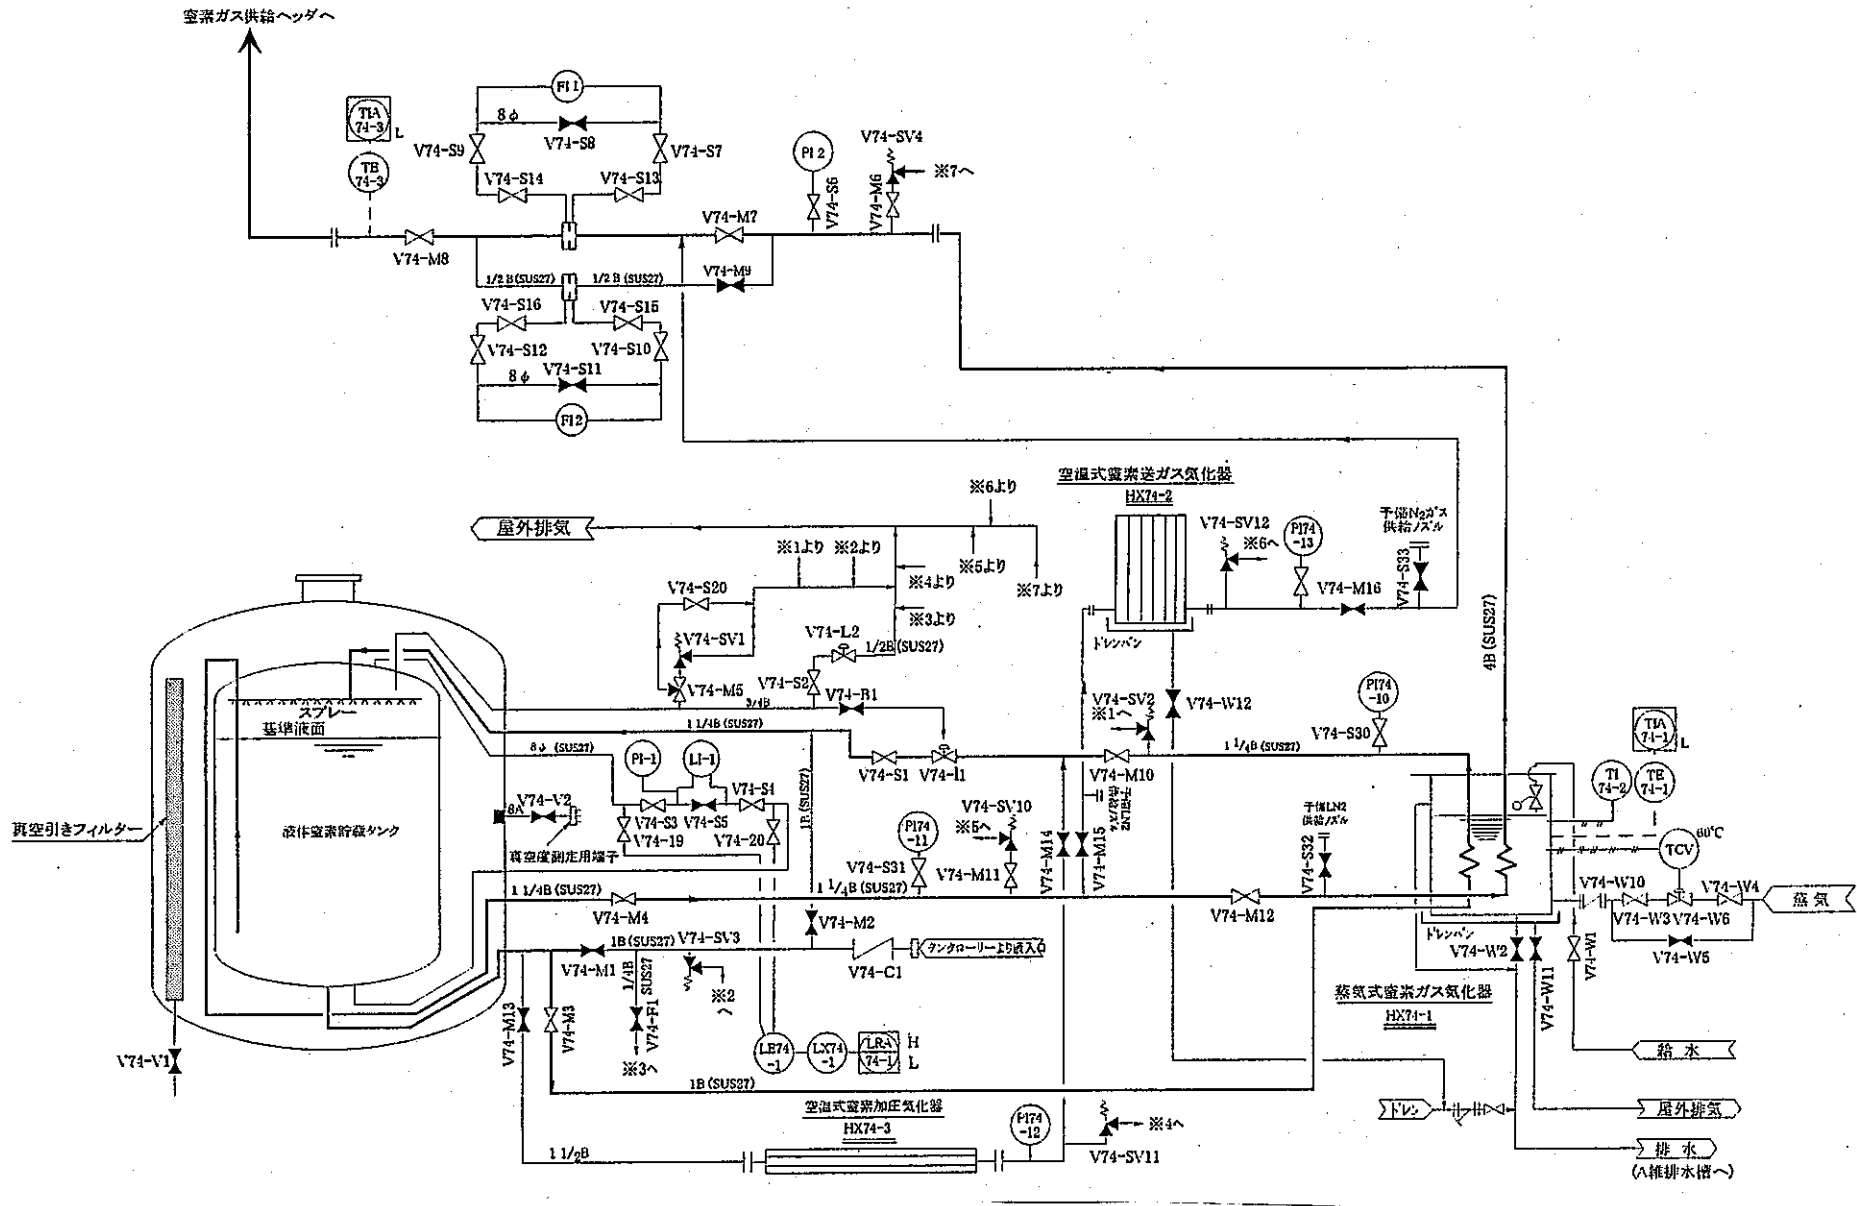 窒素ガス供給ヘッダへ
FI1
TIA
74-3
L
8φ
V74-S8
V74-S9
V74-S7
TE
74-3
V74-S14
V74-S13
PI2
V74-S6
V74-SV4
※7へ
V74-M6
V74-M7
V74-M8
1/2B(SUS27)
1/2B(SUS27)
V74-M9
V74-S16
V74-S15
V74-S12
V74-S10
V74-S11
8φ
FI2
空温式窒素送ガス気化器
HX74-2
※6より
屋外排気
※1より
※2より
※4より
※5より
※7より
※3より
V74-SV12
※6へ
PI74
-13
予備N2ガス
供給ノズル
V74-S33
V74-M16
4B(SUS27)
V74-S20
V74-SV1
V74-L2
1/2B(SUS27)
V74-M5
V74-S2
V74-B1
3/4B
ドレンパン
V74-W12
V74-SV2
※1へ
PI74
-10
V74-S30
TIA
74-1
L
スプレー
基準液面
1 1/4B(SUS27)
8φ(SUS27)
PI-1
LI-1
V74-S4
V74-S1
V74-I1
V74-M10
1 1/4B(SUS27)
TI
74-2
TE
74-1
真空引きフィルター
液体窒素貯蔵タンク
8A
V74-V2
真空度測定用端子
V74-S3
V74-S5
V74-19
V74-20
1B(SUS27)
PI74
-11
V74-SV10
※5へ
予備LN2
供給ノズル
V74-M14
V74-M15
予備LN2
供給ノズル
V74-S32
60℃
TCV
V74-S31
V74-M11
1 1/4B(SUS27)
V74-M4
1 1/4B(SUS27)
V74-M12
V74-W10
V74-W4
蒸気
V74-W3
V74-W6
V74-W5
V74-W1
ドレンパン
V74-W2
V74-W11
V74-M2
1B(SUS27)
V74-SV3
V74-M1
V74-C1
タンクローリーより液入口
1/4B
SUS27
※2
へ
V74-M13
V74-M3
V74-F1
※3へ
蒸気式窒素ガス気化器
HX74-1
V74-V1
LE74
-1
LX74
-1
LRA
74-1
H
L
給水
1B(SUS27)
空温式窒素加圧気化器
HX74-3
PI74
-12
※4へ
V74-SV11
1 1/2B
ドレン
屋外排気
排水
(八維排水槽へ)